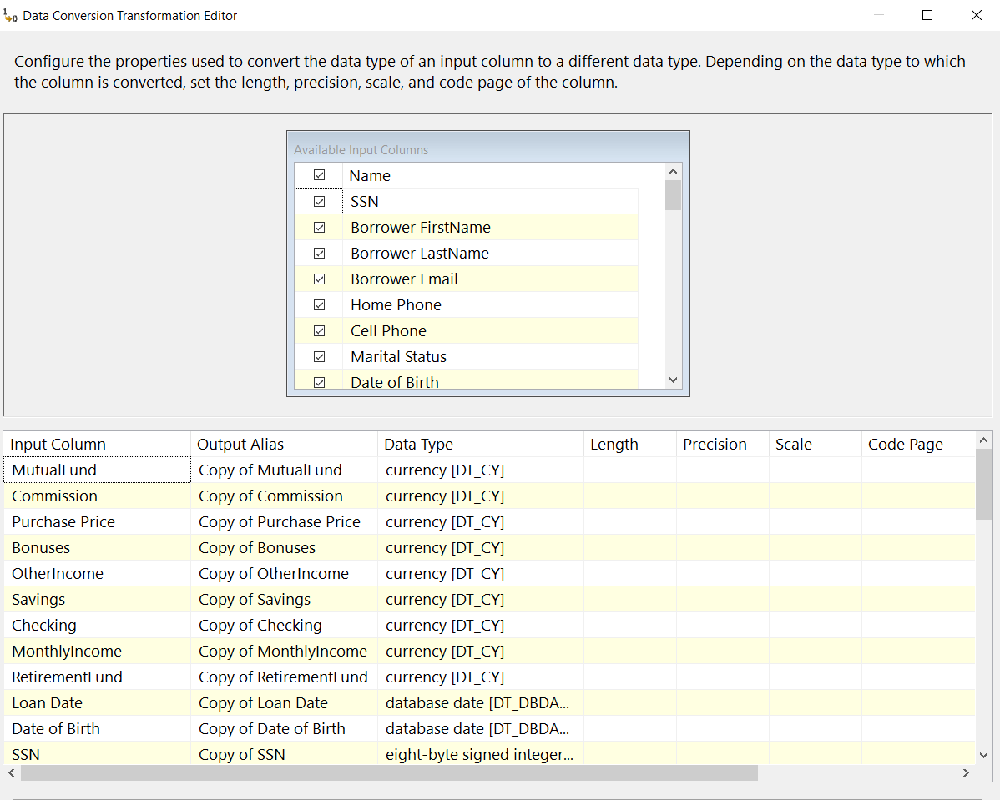 Data Conversion Transformation Editor
Configure the properties used to convert the data type of an input column to a different data type. Depending on the data type to which
the column is converted, set the length, precision, scale, and code page of the column.
Available Input Columns
Name
SSN
Borrower FirstName
Borrower LastName
Borrower Email
Home Phone
Cell Phone
Marital Status
Date of Birth
Input Column Output Alias Data Type Length Precision Scale Code Page
MutualFund Copy of MutualFund currency [DT_CY]
Commission Copy of Commission currency [DT_CY]
Purchase Price Copy of Purchase Price currency [DT_CY]
Bonuses Copy of Bonuses currency [DT_CY]
OtherIncome Copy of OtherIncome currency [DT_CY]
Savings Copy of Savings currency [DT_CY]
Checking Copy of Checking currency [DT_CY]
MonthlyIncome Copy of MonthlyIncome currency [DT_CY]
RetirementFund Copy of RetirementFund currency [DT_CY]
Loan Date Copy of Loan Date database date [DT_DBDA...
Date of Birth Copy of Date of Birth database date [DT_DBDA...
SSN Copy of SSN eight-byte signed integer...